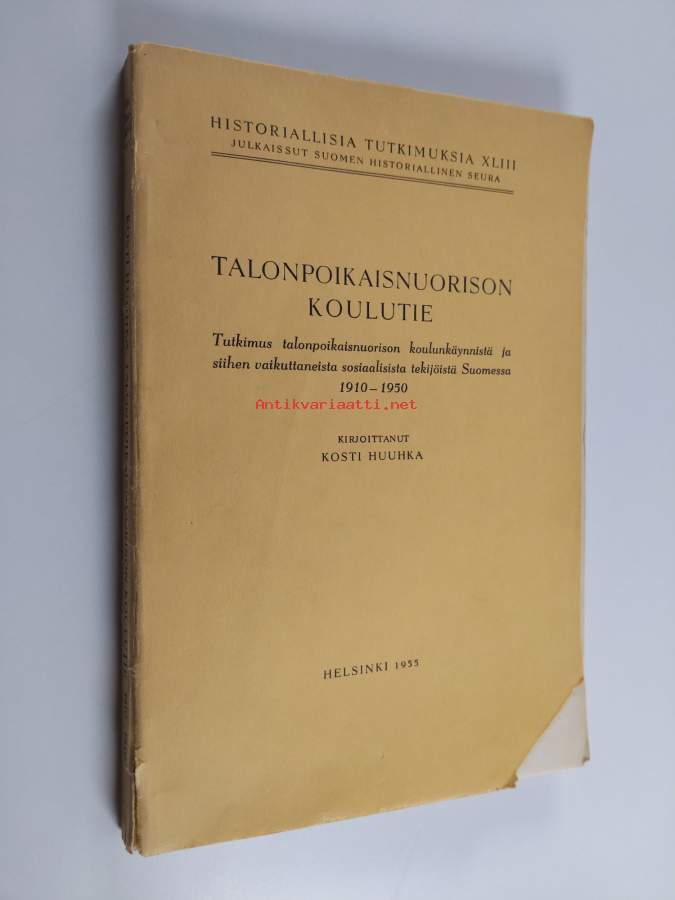 HISTORIALLISIA TUTKIMUKSIA XLIII
JULKAISSUT SUOMEN HISTORIALLINEN SEURA
TALONPOIKAISNUORISON
KOULUTIE
Tutkimus talonpoikaisnuorison koulunkäynnistä ja
siihen vaikuttaneista sosiaalisista tekijöistä Suomessa
1910–1950
Antikvariaatti.net
KIRJOITTANUT
KOSTI HUUHKA
HELSINKI 1955